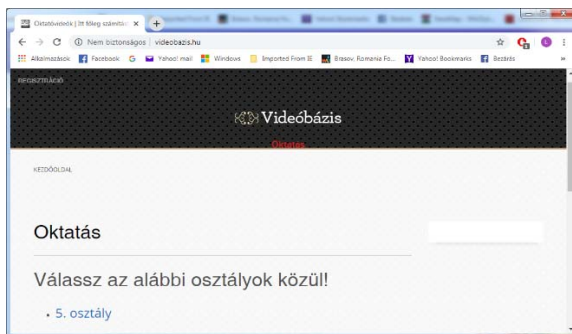 Oktatóvideók | Itt főleg számítás
Nem biztonságos | videobazis.hu
Alkalmazások Facebook Yahoo! mail Windows Imported From IE Brasov, Romania Fo... Yahoo! Bookmarks Bezárás »
REGISZTRÁCIÓ
Videóbázis
Oktatás
KEZDŐOLDAL
Oktatás
Válassz az alábbi osztályok közül!
• 5. osztály